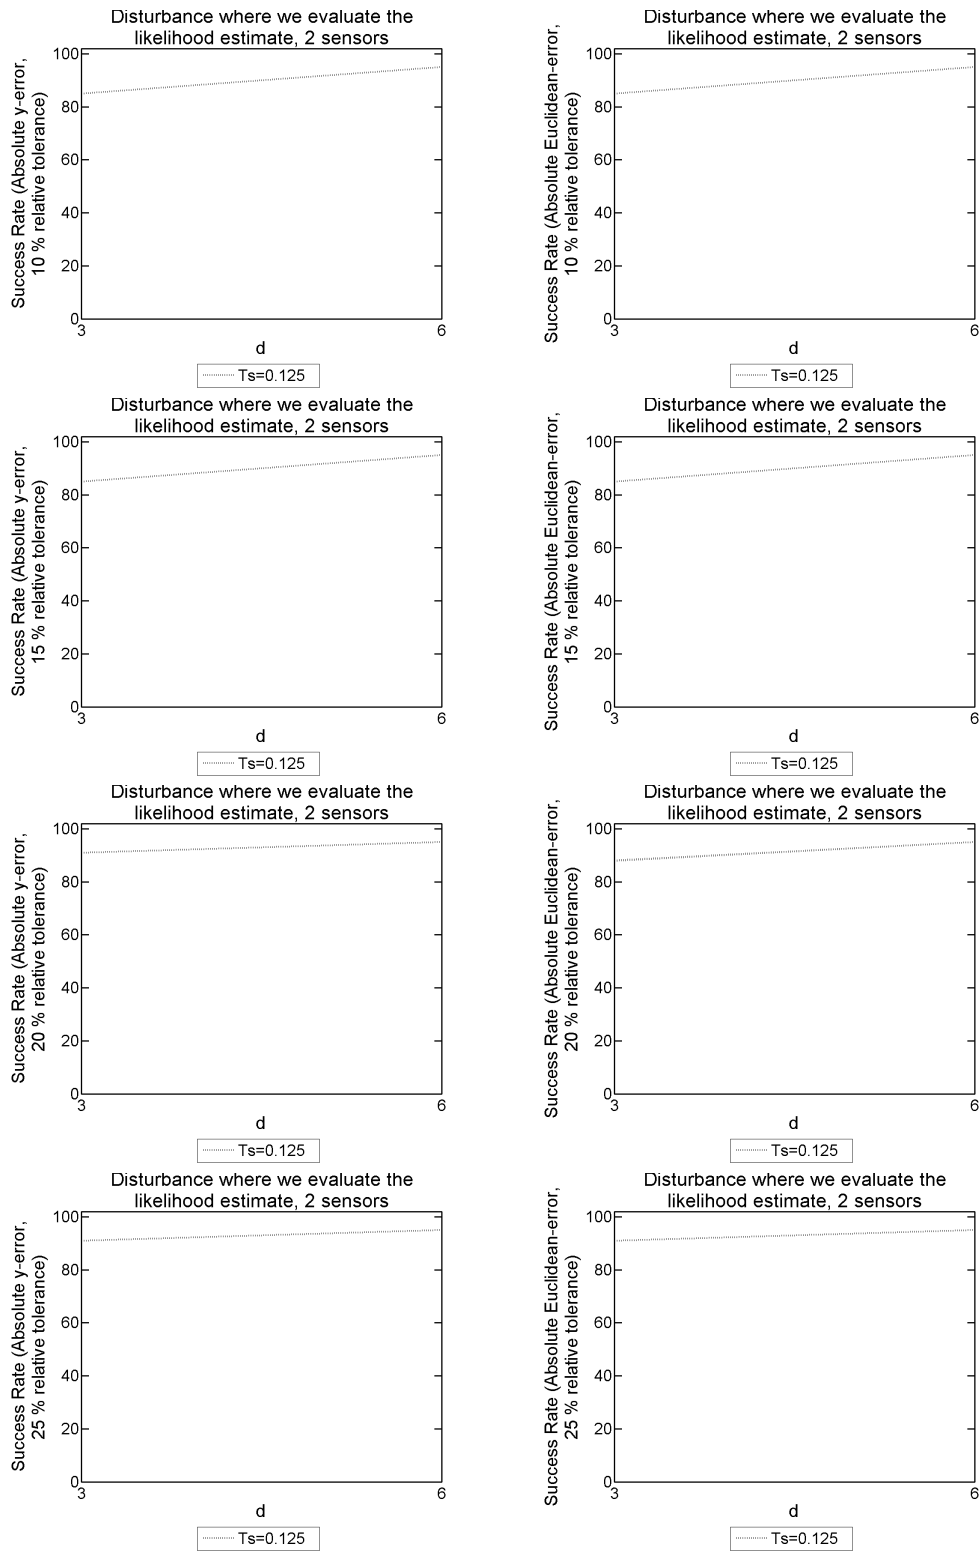 Disturbance where we evaluate the
likelihood estimate, 2 sensors
Success Rate (Absolute y-error,
10 % relative tolerance)
100
80
60
40
20
0
3
6
d
Ts=0.125
Disturbance where we evaluate the
likelihood estimate, 2 sensors
Success Rate (Absolute Euclidean-error,
10 % relative tolerance)
100
80
60
40
20
0
3
6
d
Ts=0.125
Disturbance where we evaluate the
likelihood estimate, 2 sensors
Success Rate (Absolute y-error,
15 % relative tolerance)
100
80
60
40
20
0
3
6
d
Ts=0.125
Disturbance where we evaluate the
likelihood estimate, 2 sensors
Success Rate (Absolute Euclidean-error,
15 % relative tolerance)
100
80
60
40
20
0
3
6
d
Ts=0.125
Disturbance where we evaluate the
likelihood estimate, 2 sensors
Success Rate (Absolute y-error,
20 % relative tolerance)
100
80
60
40
20
0
3
6
d
Ts=0.125
Disturbance where we evaluate the
likelihood estimate, 2 sensors
Success Rate (Absolute Euclidean-error,
20 % relative tolerance)
100
80
60
40
20
0
3
6
d
Ts=0.125
Disturbance where we evaluate the
likelihood estimate, 2 sensors
Success Rate (Absolute y-error,
25 % relative tolerance)
100
80
60
40
20
0
3
6
d
Ts=0.125
Disturbance where we evaluate the
likelihood estimate, 2 sensors
Success Rate (Absolute Euclidean-error,
25 % relative tolerance)
100
80
60
40
20
0
3
6
d
Ts=0.125